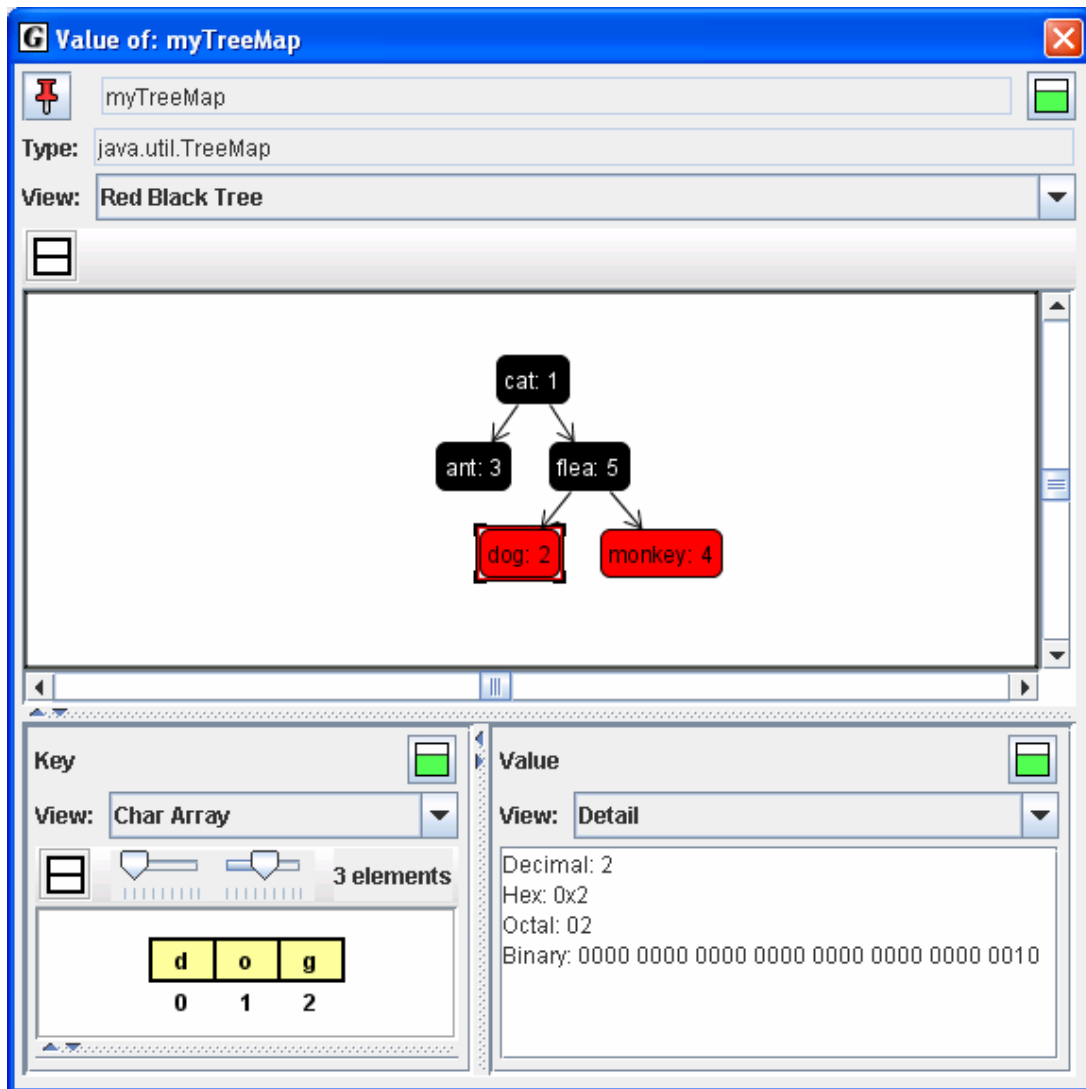 G Value of: myTreeMap
myTreeMap
Type: java.util.TreeMap
View: Red Black Tree
cat: 1
ant: 3 flea: 5
dog: 2 monkey: 4
Key
View: Char Array
3 elements
d o g
0 1 2
Value
View: Detail
Decimal: 2
Hex: 0x2
Octal: 02
Binary: 0000 0000 0000 0000 0000 0000 0000 0010